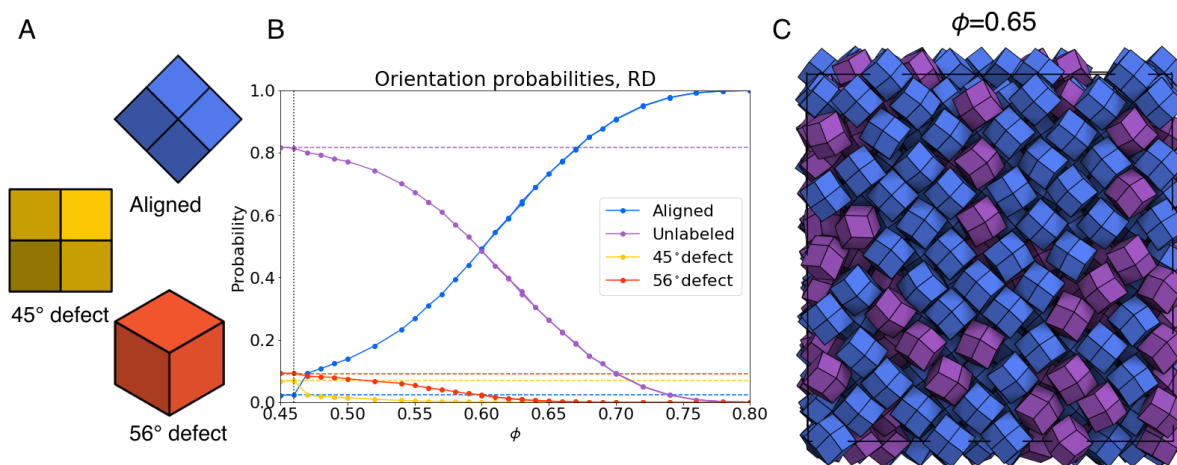 A
B
C
ϕ=0.65
Orientation probabilities, RD
Aligned
45° defect
56° defect
Probability
1.0
0.8
0.6
0.4
0.2
0.0
Aligned
Unlabeled
45°defect
56°defect
0.45 0.50 0.55 0.60 0.65 0.70 0.75 0.80
ϕ